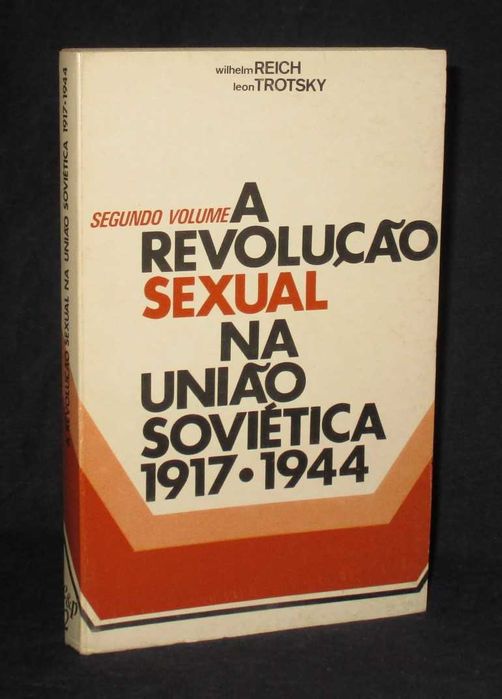 wilhelm REICH
leon TROTSKY
SEGUNDO VOLUME A
REVOLUÇÃO
SEXUAL
NA
UNIÃO
SOVIÉTICA
1917•1944
A REVOLUÇÃO SEXUAL NA UNIÃO SOVIÉTICA 1917•1944